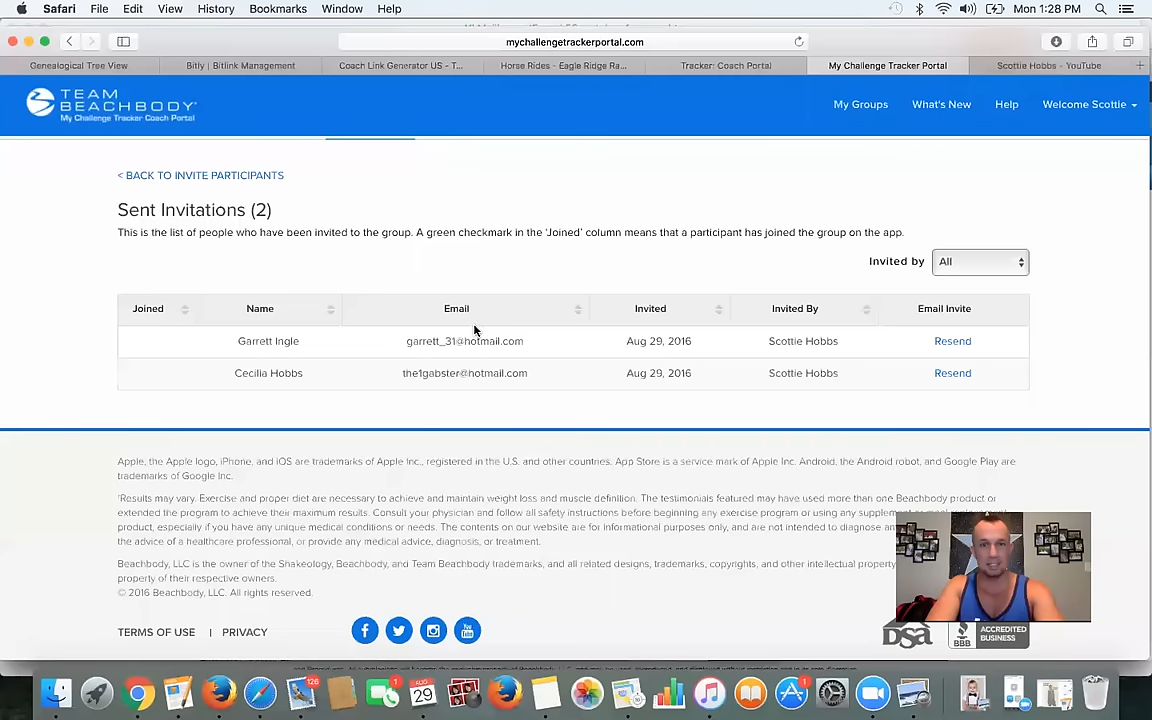 Safari File Edit View History Bookmarks Window Help Mon 1:28 PM
mychallengetrackerportal.com
Genealogical Tree View Bitly | Bitlink Management Coach Link Generator US - T... Horse Rides - Eagle Ridge Ra... Tracker: Coach Portal My Challenge Tracker Portal Scottie Hobbs - YouTube
TEAM
BEACHBODY
My Challenge Tracker Coach Portal
My Groups What's New Help Welcome Scottie
< BACK TO INVITE PARTICIPANTS
Sent Invitations (2)
This is the list of people who have been invited to the group. A green checkmark in the 'Joined' column means that a participant has joined the group on the app.
Invited by All
Joined Name Email Invited Invited By Email Invite
Garrett Ingle garrett_31@hotmail.com Aug 29, 2016 Scottie Hobbs Resend
Cecilia Hobbs the1gabster@hotmail.com Aug 29, 2016 Scottie Hobbs Resend
Apple, the Apple logo, iPhone, and iOS are trademarks of Apple Inc., registered in the U.S. and other countries. App Store is a service mark of Apple Inc. Android, the Android robot, and Google Play are
trademarks of Google Inc.
†Results may vary. Exercise and proper diet are necessary to achieve and maintain weight loss and muscle definition. The testimonials featured may have used more than one Beachbody product or
extended the program to achieve their maximum results. Consult your physician and follow all safety instructions before beginning any exercise program or using any
product, especially if you have any unique medical conditions or needs. The contents on our website are for informational purposes only, and are not intended to diagnose
the advice of a healthcare professional, or provide any medical advice, diagnosis, or treatment.
Beachbody, LLC is the owner of the Shakeology, Beachbody, and Team Beachbody trademarks, and all related designs, trademarks, copyrights, and other intellectual property
property of their respective owners.
© 2016 Beachbody, LLC. All rights reserved.
TERMS OF USE | PRIVACY
You
Tube
DSA BBB ACCREDITED
BUSINESS
126 1 AUG 29 1